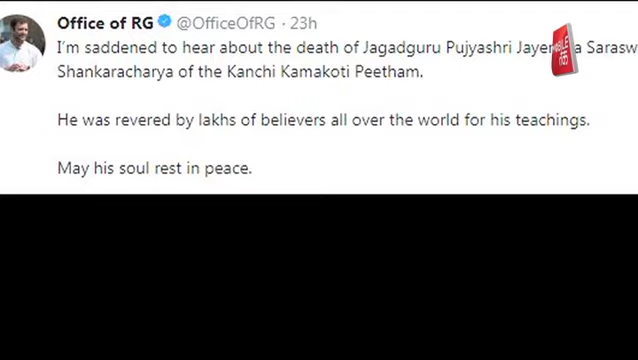 Office of RG @OfficeOfRG · 23h
I'm saddened to hear about the death of Jagadguru Pujyashri
Shankaracharya of the Kanchi Kamakoti Peetham.
He was revered by lakhs of believers all over the world for his teachings.
May his soul rest in peace.